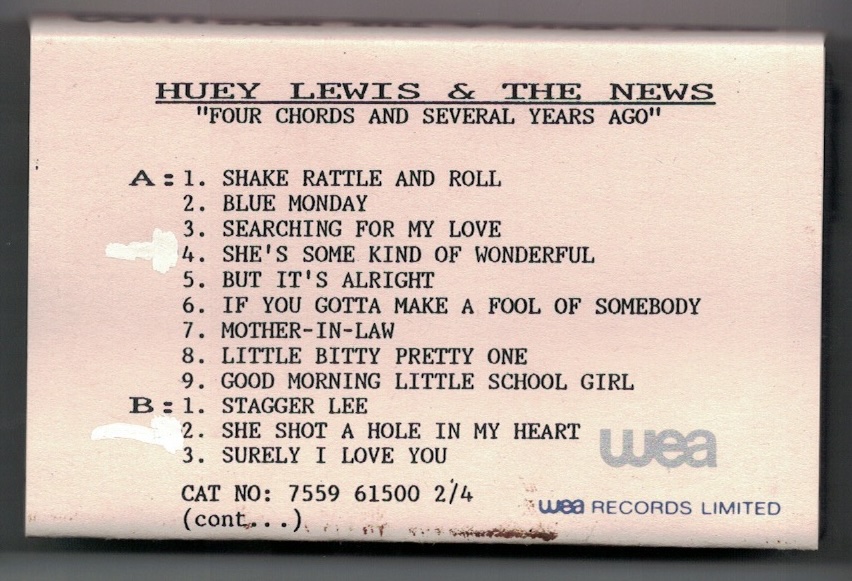 HUEY LEWIS & THE NEWS
"FOUR CHORDS AND SEVERAL YEARS AGO"
A: 1. SHAKE RATTLE AND ROLL
2. BLUE MONDAY
3. SEARCHING FOR MY LOVE
4. SHE'S SOME KIND OF WONDERFUL
5. BUT IT'S ALRIGHT
6. IF YOU GOTTA MAKE A FOOL OF SOMEBODY
7. MOTHER-IN-LAW
8. LITTLE BITTY PRETTY ONE
9. GOOD MORNING LITTLE SCHOOL GIRL
B: 1. STAGGER LEE
2. SHE SHOT A HOLE IN MY HEART
3. SURELY I LOVE YOU
wea
CAT NO: 7559 61500 2/4
(cont...)
wea RECORDS LIMITED